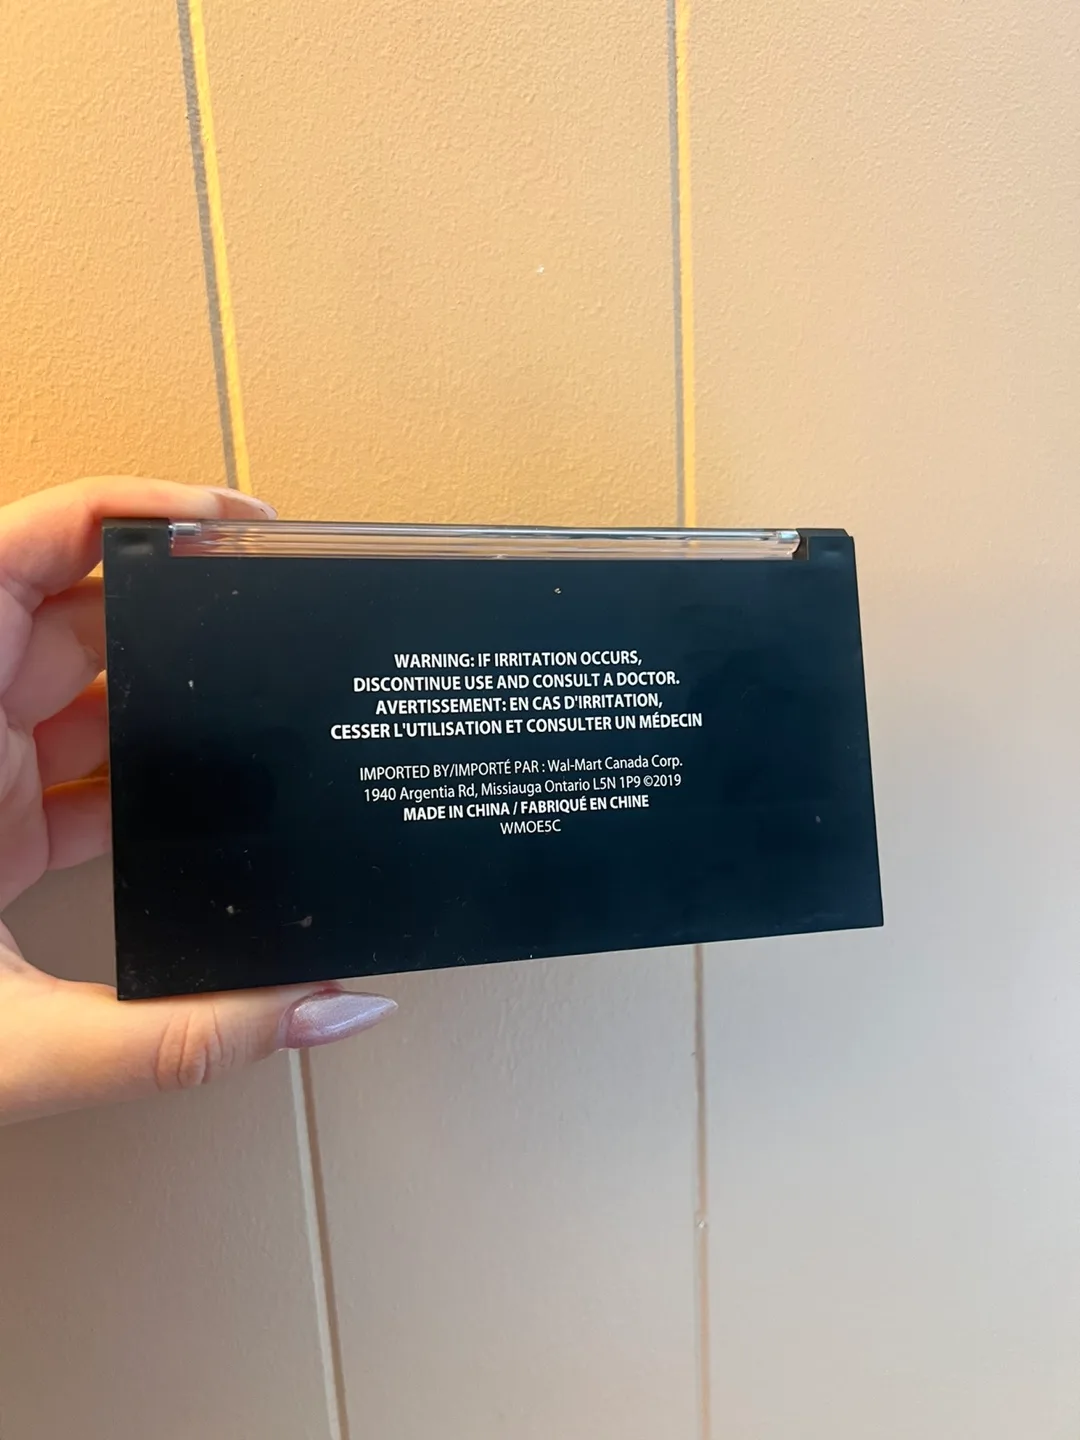 WARNING: IF IRRITATION OCCURS,
DISCONTINUE USE AND CONSULT A DOCTOR.
AVERTISSEMENT: EN CAS D'IRRITATION,
CESSER L'UTILISATION ET CONSULTER UN MÉDECIN
IMPORTED BY/IMPORTÉ PAR : Wal-Mart Canada Corp.
1940 Argentia Rd, Missiauga Ontario L5N 1P9 ©2019
MADE IN CHINA / FABRIQUÉ EN CHINE
WMOE5C